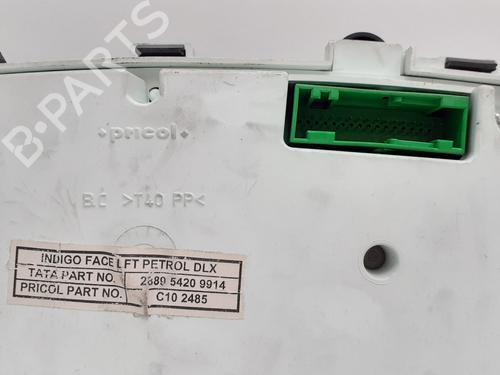 B-PARTS
pricol
B.C >T40 PP<
INDIGO FACE LFT PETROL DLX
TATA PART NO. 2889 5420 9914
PRICOL PART NO. C10 2485